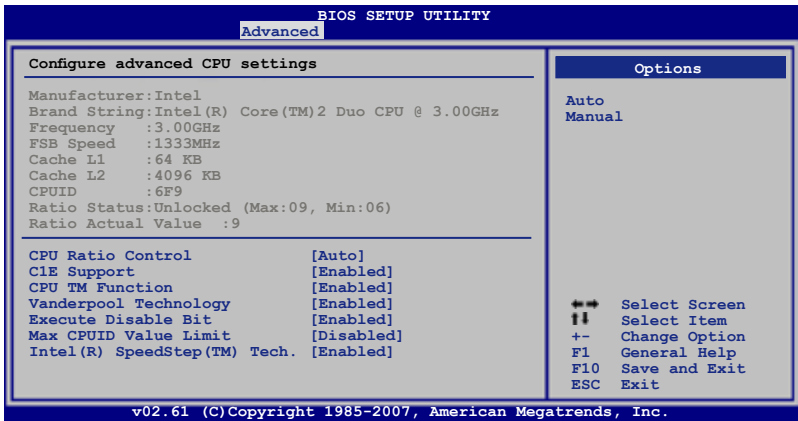 BIOS SETUP UTILITY
Advanced
Configure advanced CPU settings
Manufacturer:Intel
Brand String:Intel(R) Core(TM)2 Duo CPU @ 3.00GHz
Frequency :3.00GHz
FSB Speed :1333MHz
Cache L1 :64 KB
Cache L2 :4096 KB
CPUID :6F9
Ratio Status:Unlocked (Max:09, Min:06)
Ratio Actual Value :9
CPU Ratio Control [Auto]
C1E Support [Enabled]
CPU TM Function [Enabled]
Vanderpool Technology [Enabled]
Execute Disable Bit [Enabled]
Max CPUID Value Limit [Disabled]
Intel(R) SpeedStep(TM) Tech. [Enabled]
Options
Auto
Manual
Select Screen
Select Item
+- Change Option
F1 General Help
F10 Save and Exit
ESC Exit
v02.61 (C)Copyright 1985-2007, American Megatrends, Inc.